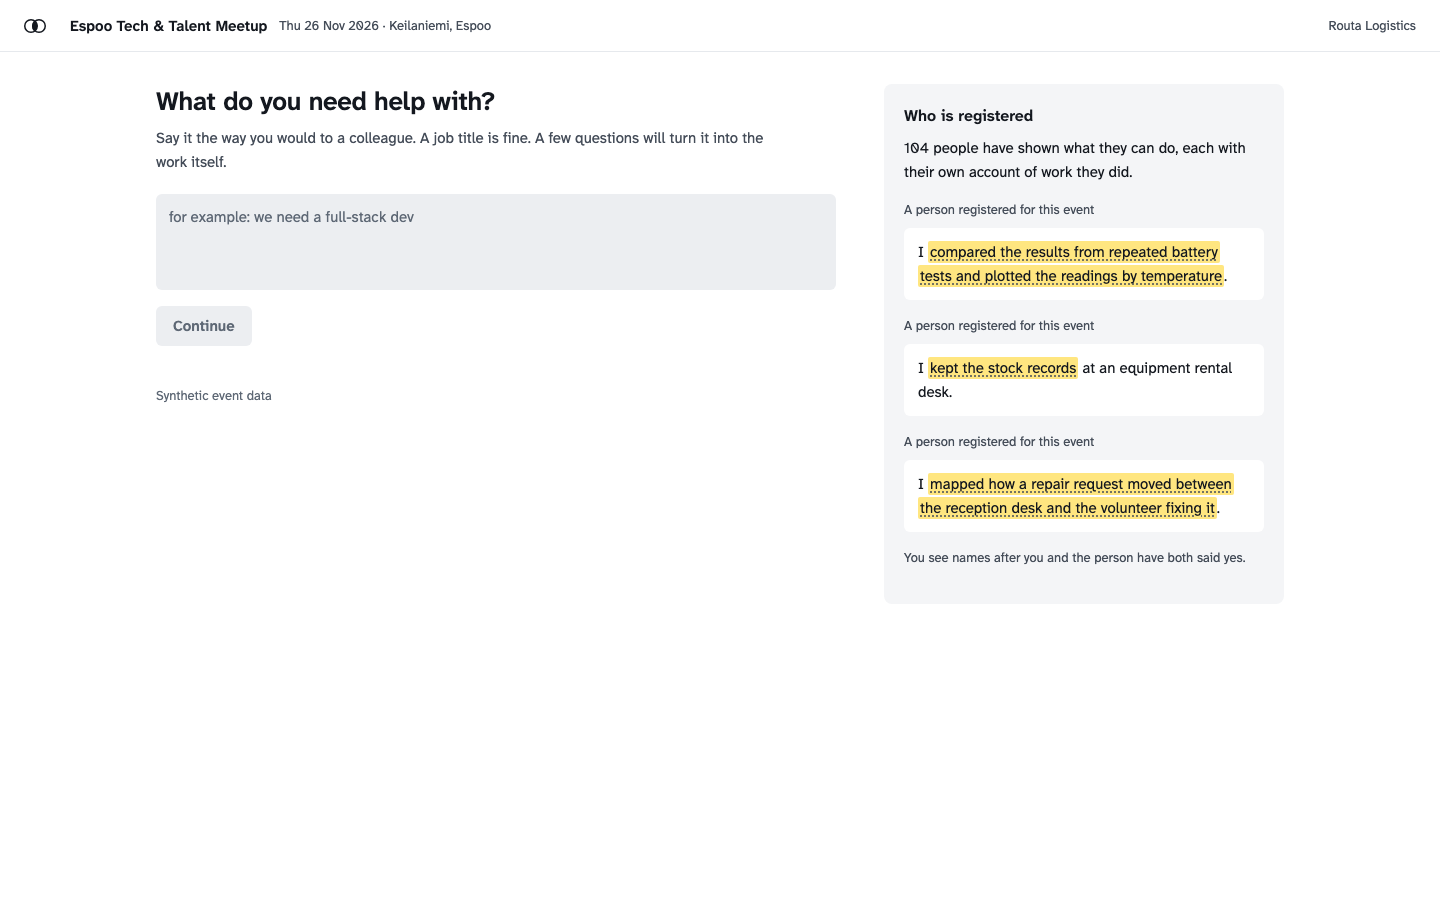 Espoo Tech & Talent Meetup
Thu 26 Nov 2026 · Keilaniemi, Espoo
Routa Logistics
What do you need help with?
Say it the way you would to a colleague. A job title is fine. A few questions will turn it into the
work itself.
for example: we need a full-stack dev
Continue
Synthetic event data
Who is registered
104 people have shown what they can do, each with
their own account of work they did.
A person registered for this event
I compared the results from repeated battery
tests and plotted the readings by temperature.
A person registered for this event
I kept the stock records at an equipment rental
desk.
A person registered for this event
I mapped how a repair request moved between
the reception desk and the volunteer fixing it.
You see names after you and the person have both said yes.